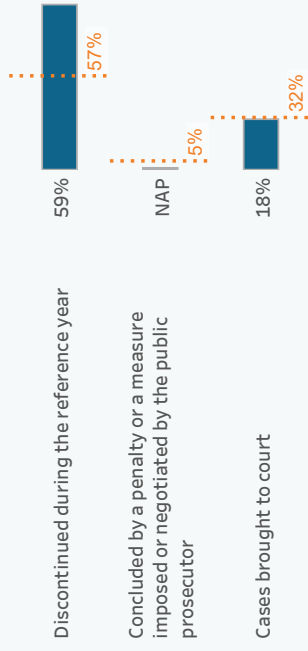 Discontinued during the reference year
59%
57%
Concluded by a penalty or a measure
imposed or negotiated by the public
prosecutor
NAP
5%
Cases brought to court
18%
32%